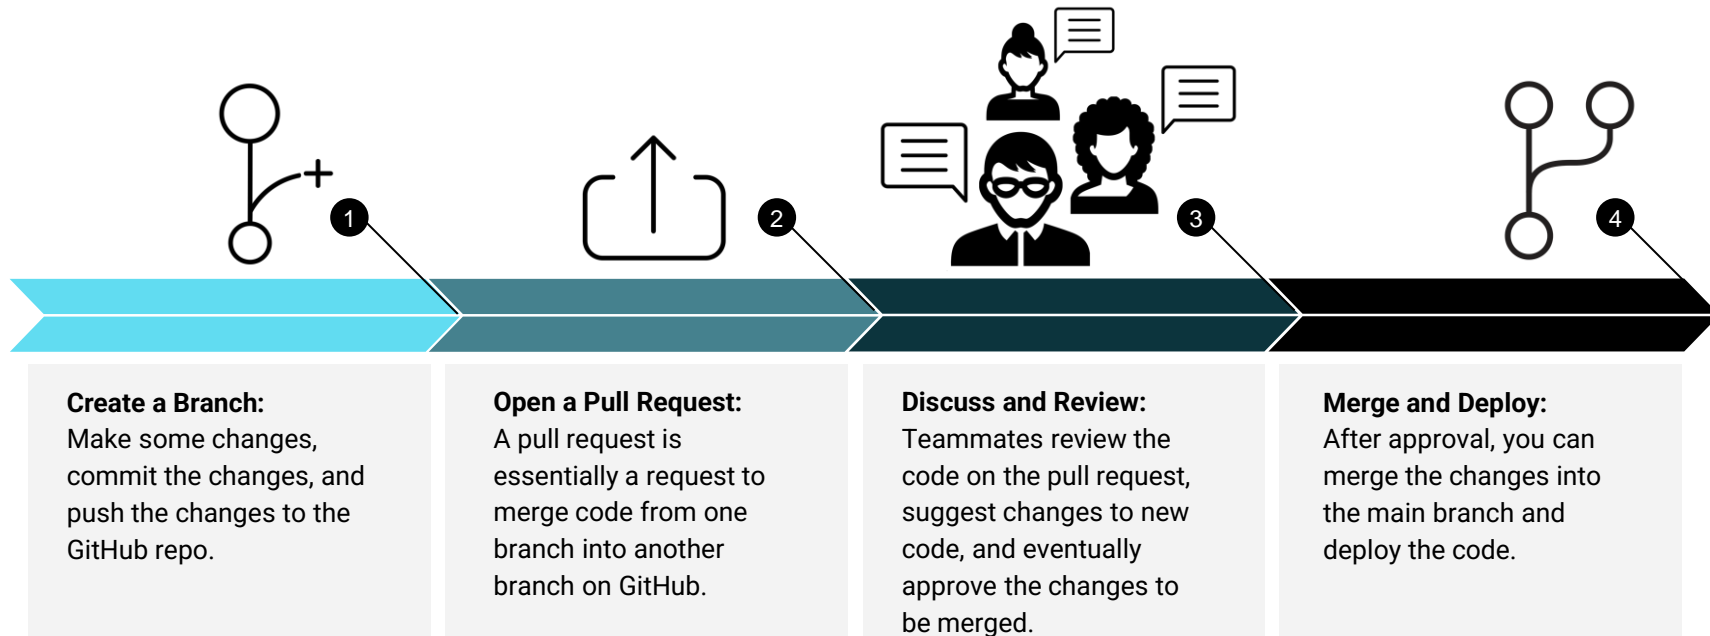 1
2
3
4
Create a Branch:
Make some changes,
commit the changes, and
push the changes to the
GitHub repo.
Open a Pull Request:
A pull request is
essentially a request to
merge code from one
branch into another
branch on GitHub.
Discuss and Review:
Teammates review the
code on the pull request,
suggest changes to new
code, and eventually
approve the changes to
be merged.
Merge and Deploy:
After approval, you can
merge the changes into
the main branch and
deploy the code.